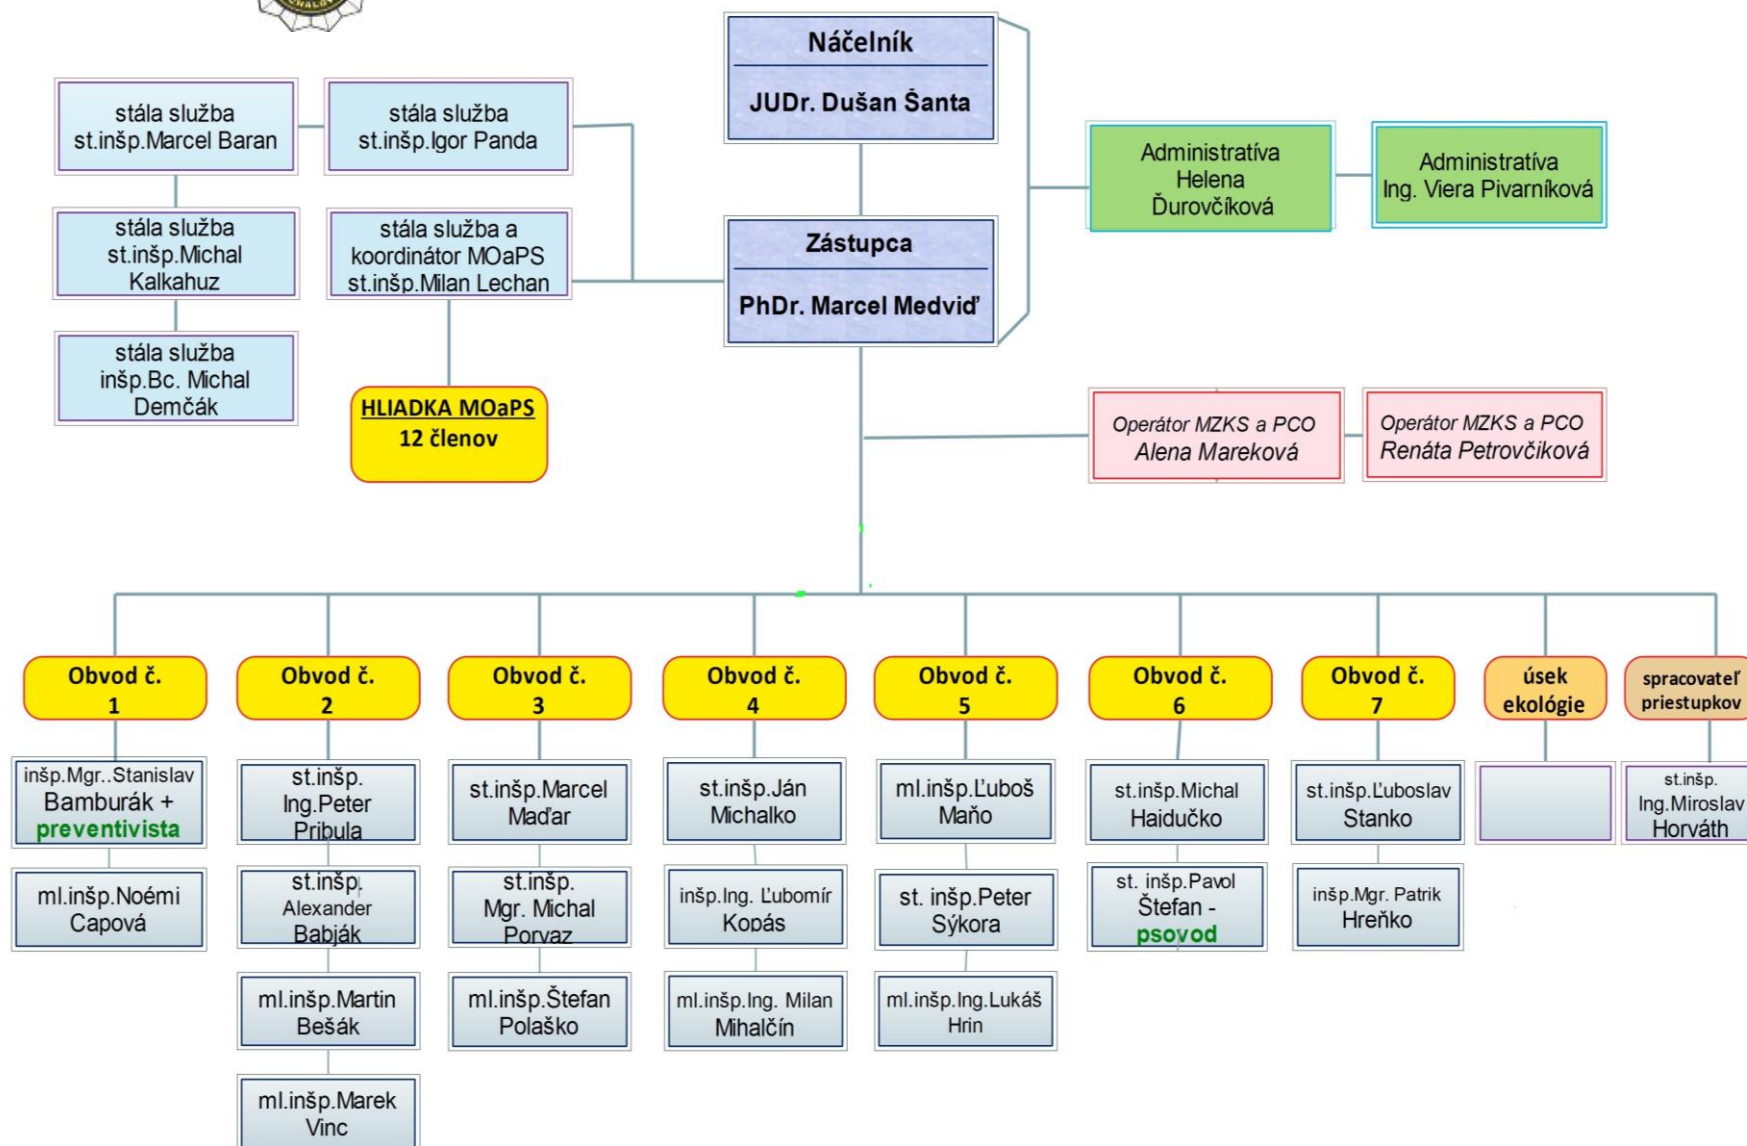 Náčelník
JUDr. Dušan Šanta
stála služba
st.inšp.Marcel Baran
stála služba
st.inšp.Igor Panda
Administratíva
Helena
Ďurovčíková
Administratíva
Ing. Viera Pivarníková
stála služba
st.inšp.Michal
Kalkahuz
stála služba a
koordinátor MOaPS
st.inšp.Milan Lechan
Zástupca
PhDr. Marcel Medviď
stála služba
inšp.Bc. Michal
Demčák
HLIADKA MOaPS
12 členov
Operátor MZKS a PCO
Alena Mareková
Operátor MZKS a PCO
Renáta Petrovčiková
Obvod č.
1
Obvod č.
2
Obvod č.
3
Obvod č.
4
Obvod č.
5
Obvod č.
6
Obvod č.
7
úsek
ekológie
spracovateľ
priestupkov
inšp.Mgr..Stanislav
Bamburák +
preventivista
st.inšp.
Ing.Peter
Pribula
st.inšp.Marcel
Maďar
st.inšp.Ján
Michalko
ml.inšp.Ľuboš
Maňo
st.inšp.Michal
Haidučko
st.inšp.Ľuboslav
Stanko
st.inšp.
Ing.Miroslav
Horváth
ml.inšp.Noémi
Capová
st.inšp.
Alexander
Babják
st.inšp.
Mgr. Michal
Porvaz
inšp.Ing. Ľubomír
Kopás
st. inšp.Peter
Sýkora
st. inšp.Pavol
Štefan -
psovod
inšp.Mgr. Patrik
Hreňko
ml.inšp.Martin
Bešák
ml.inšp.Štefan
Polaško
ml.inšp.Ing. Milan
Mihalčín
ml.inšp.Ing.Lukáš
Hrin
ml.inšp.Marek
Vinc